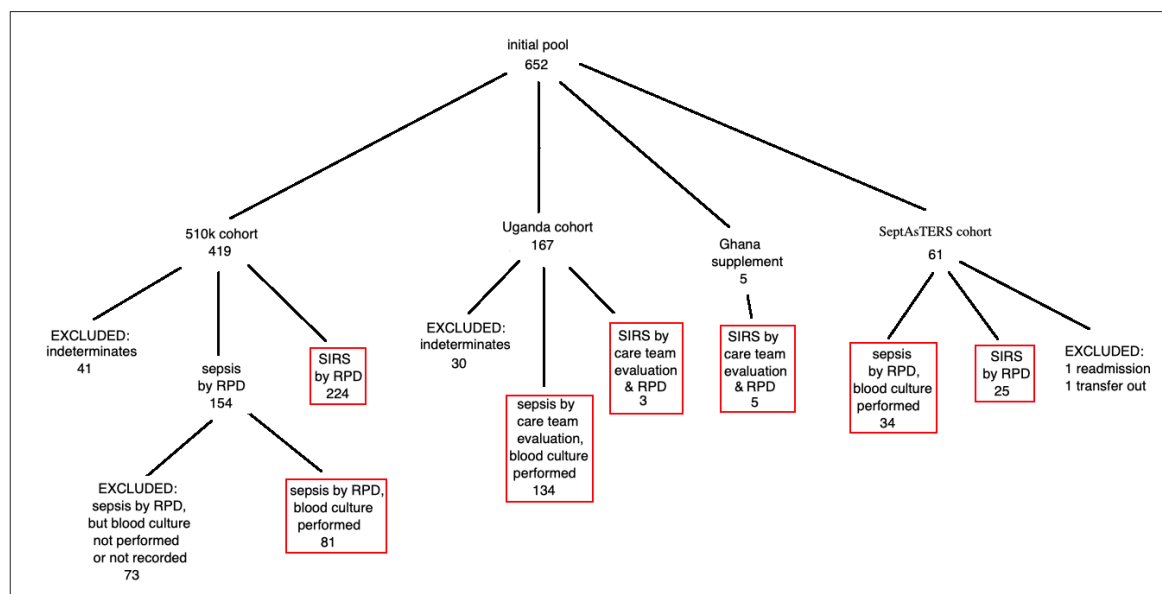 initial pool
652
510k cohort
419
Uganda cohort
167
Ghana
supplement
5
SeptAsTERS cohort
61
EXCLUDED:
indeterminates
41
sepsis
by RPD
154
SIRS
by RPD
224
EXCLUDED:
indeterminates
30
sepsis by
care team
evaluation,
blood culture
performed
134
SIRS by
care team
evaluation
& RPD
3
SIRS by
care team
evaluation
& RPD
5
sepsis
by RPD,
blood culture
performed
34
SIRS
by RPD
25
EXCLUDED:
1 readmission
1 transfer out
EXCLUDED:
sepsis by RPD,
but blood culture
not performed
or not recorded
73
sepsis by RPD,
blood culture
performed
81